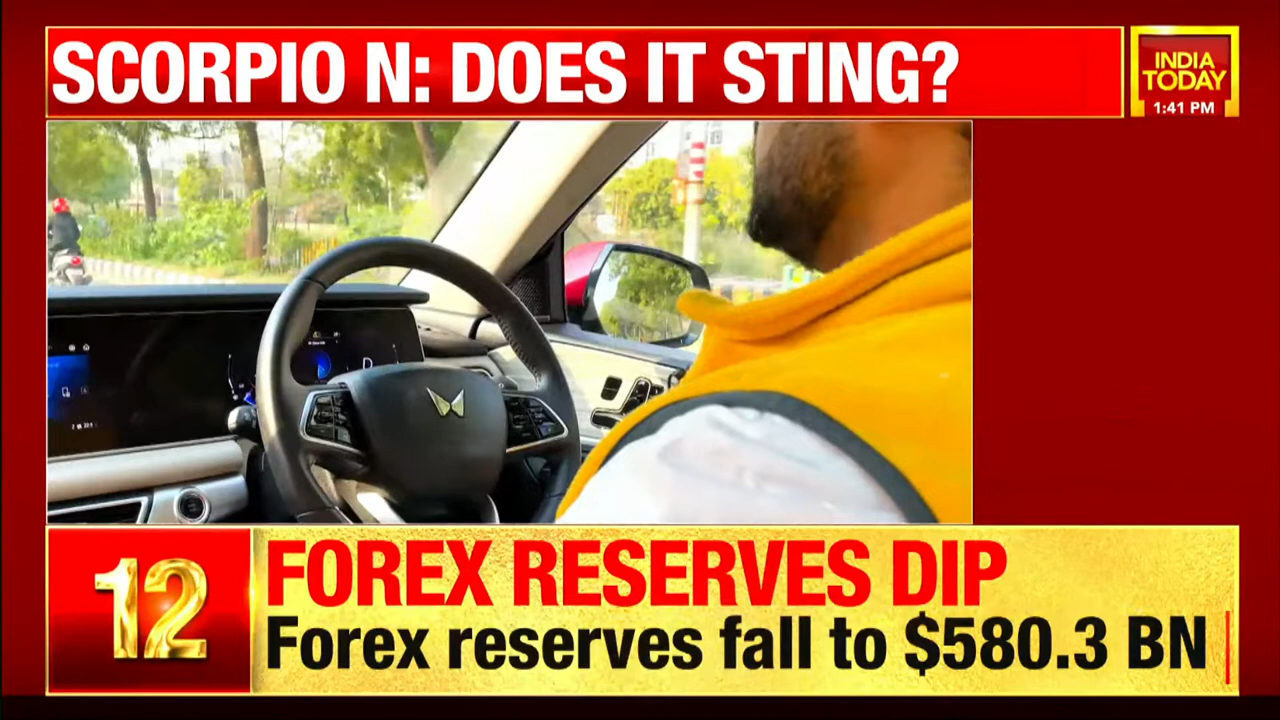 SCORPIO N: DOES IT STING?
INDIA
TODAY
1:41 PM
12
FOREX RESERVES DIP
Forex reserves fall to $580.3 BN